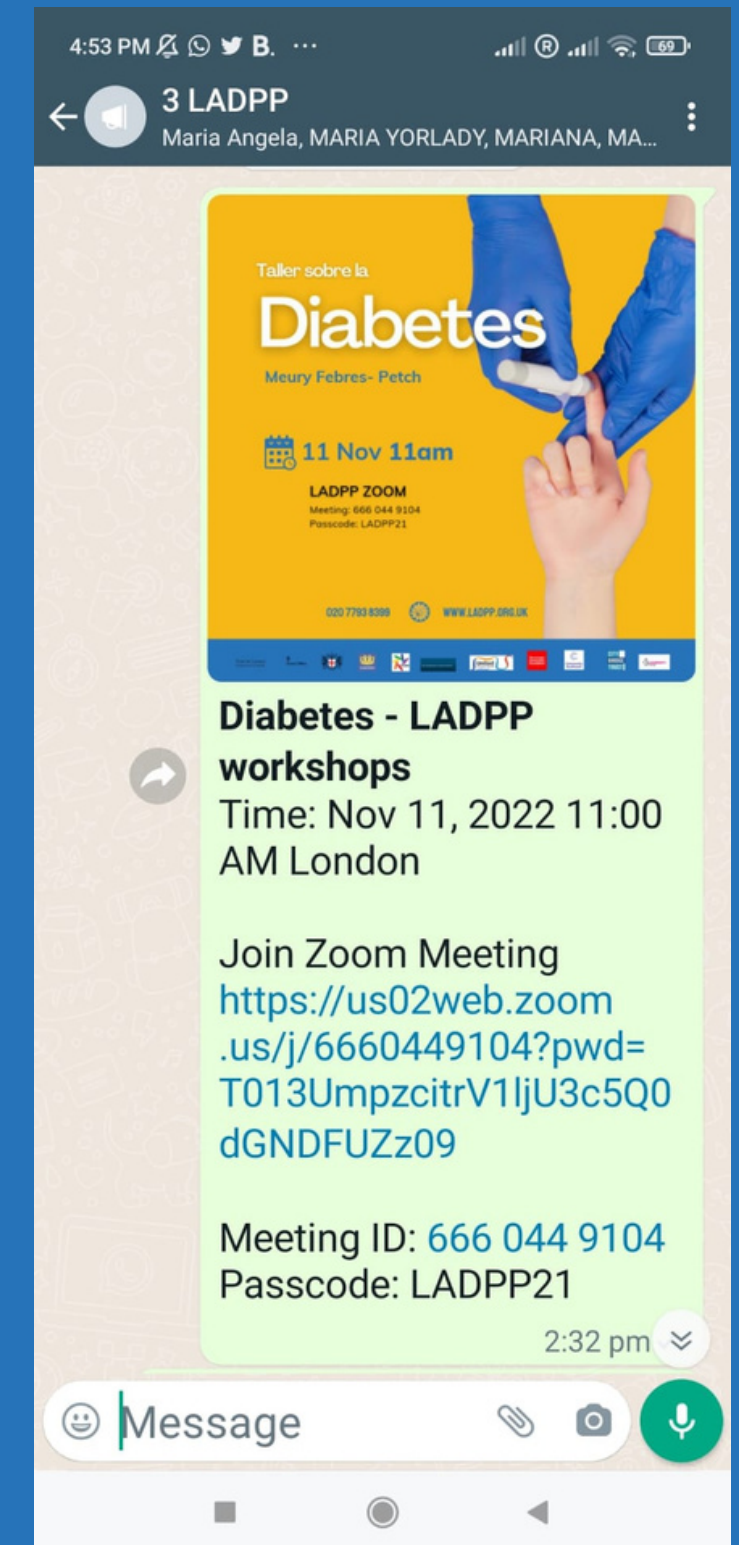 4:53 PM B. ...
R 69
3 LADPP
Maria Angela, MARIA YORLADY, MARIANA, MA...
Taller sobre la
Diabetes
Meury Febres- Petch
11 Nov 11am
LADPP ZOOM
Meeting: 666 044 9104
Passcode: LADPP21
020 7793 8399 WWW.LADPP.ORG.UK
Diabetes - LADPP
workshops
Time: Nov 11, 2022 11:00
AM London
Join Zoom Meeting
https://us02web.zoom
.us/j/6660449104?pwd=
T013UmpzcitrV1ljU3c5Q0
dGNDFUZz09
Meeting ID: 666 044 9104
Passcode: LADPP21
2:32 pm
Message